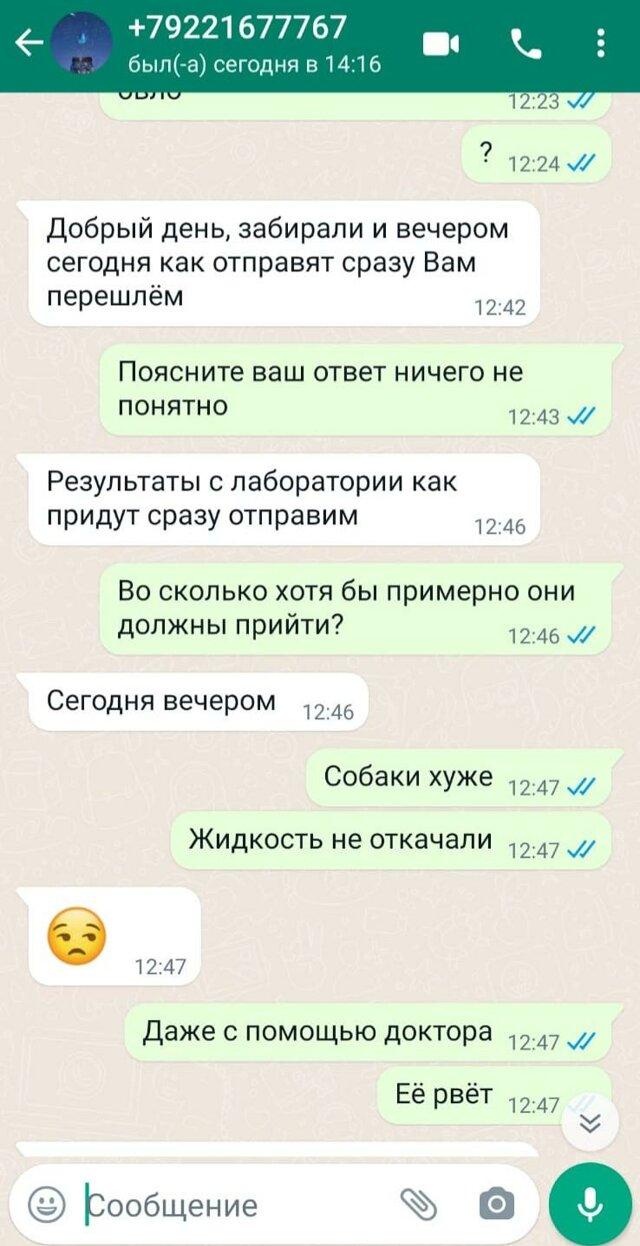 +79221677767
был(-а) сегодня в 14:16
12:23
?
12:24
Добрый день, забирали и вечером
сегодня как отправят сразу Вам
перешлём
12:42
Поясните ваш ответ ничего не
понятно
12:43
Результаты с лаборатории как
придут сразу отправим
12:46
Во сколько хотя бы примерно они
должны прийти?
12:46
Сегодня вечером
12:46
Собаки хуже
12:47
Жидкость не откачали
12:47
12:47
Даже с помощью доктора
12:47
Её рвёт
12:47
Сообщение